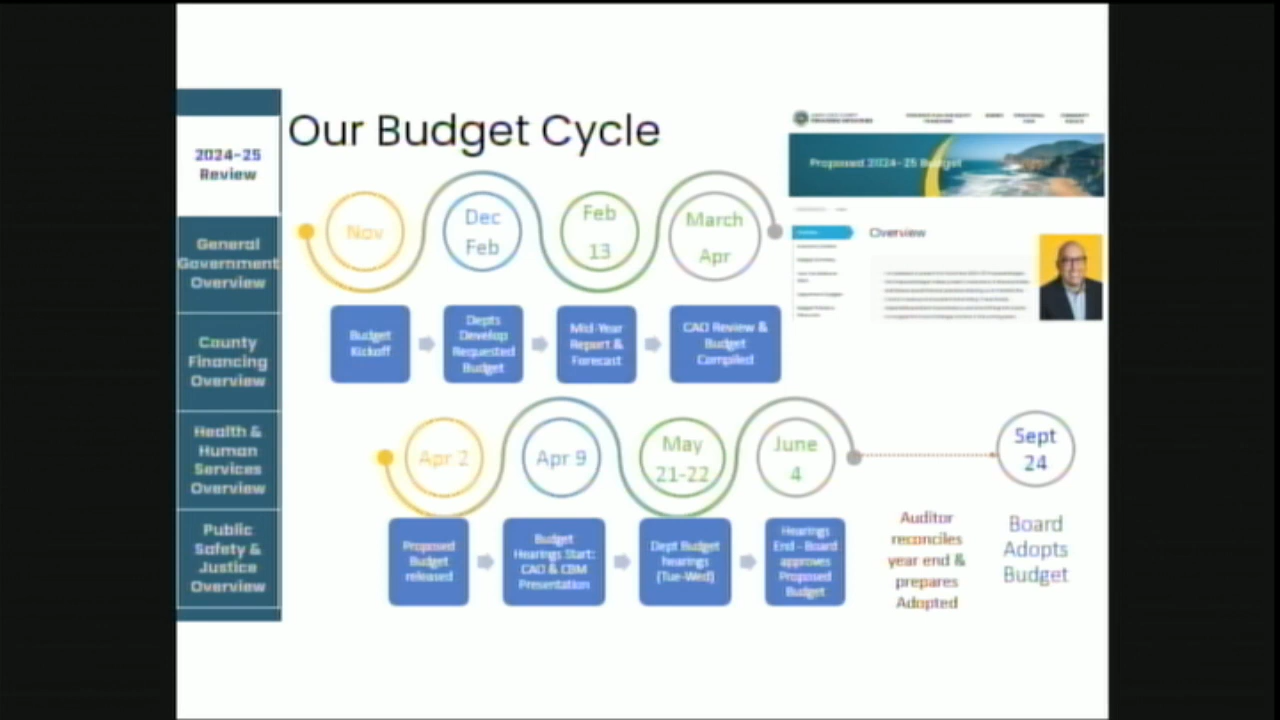 Our Budget Cycle
2024-25
Review
General
Government
Overview
County
Financing
Overview
Health &
Human
Services
Overview
Public
Safety &
Justice
Overview
Nov
Dec
Feb
Feb
13
March
Apr
Budget
Kickoff
Depts
Develop
Requested
Budget
Mid-Year
Report &
Forecast
CAO Review &
Budget
Compiled
Proposed 2024-25 Budget
Overview
Apr 2
Apr 9
May
21-22
June
4
Sept
24
Proposed
Budget
released
Budget
Hearings Start:
CAO & CBM
Presentation
Dept Budget
hearings
(Tue-Wed)
Hearings
End - Board
approves
Proposed
Budget
Auditor
reconciles
year end &
prepares
Adopted
Board
Adopts
Budget